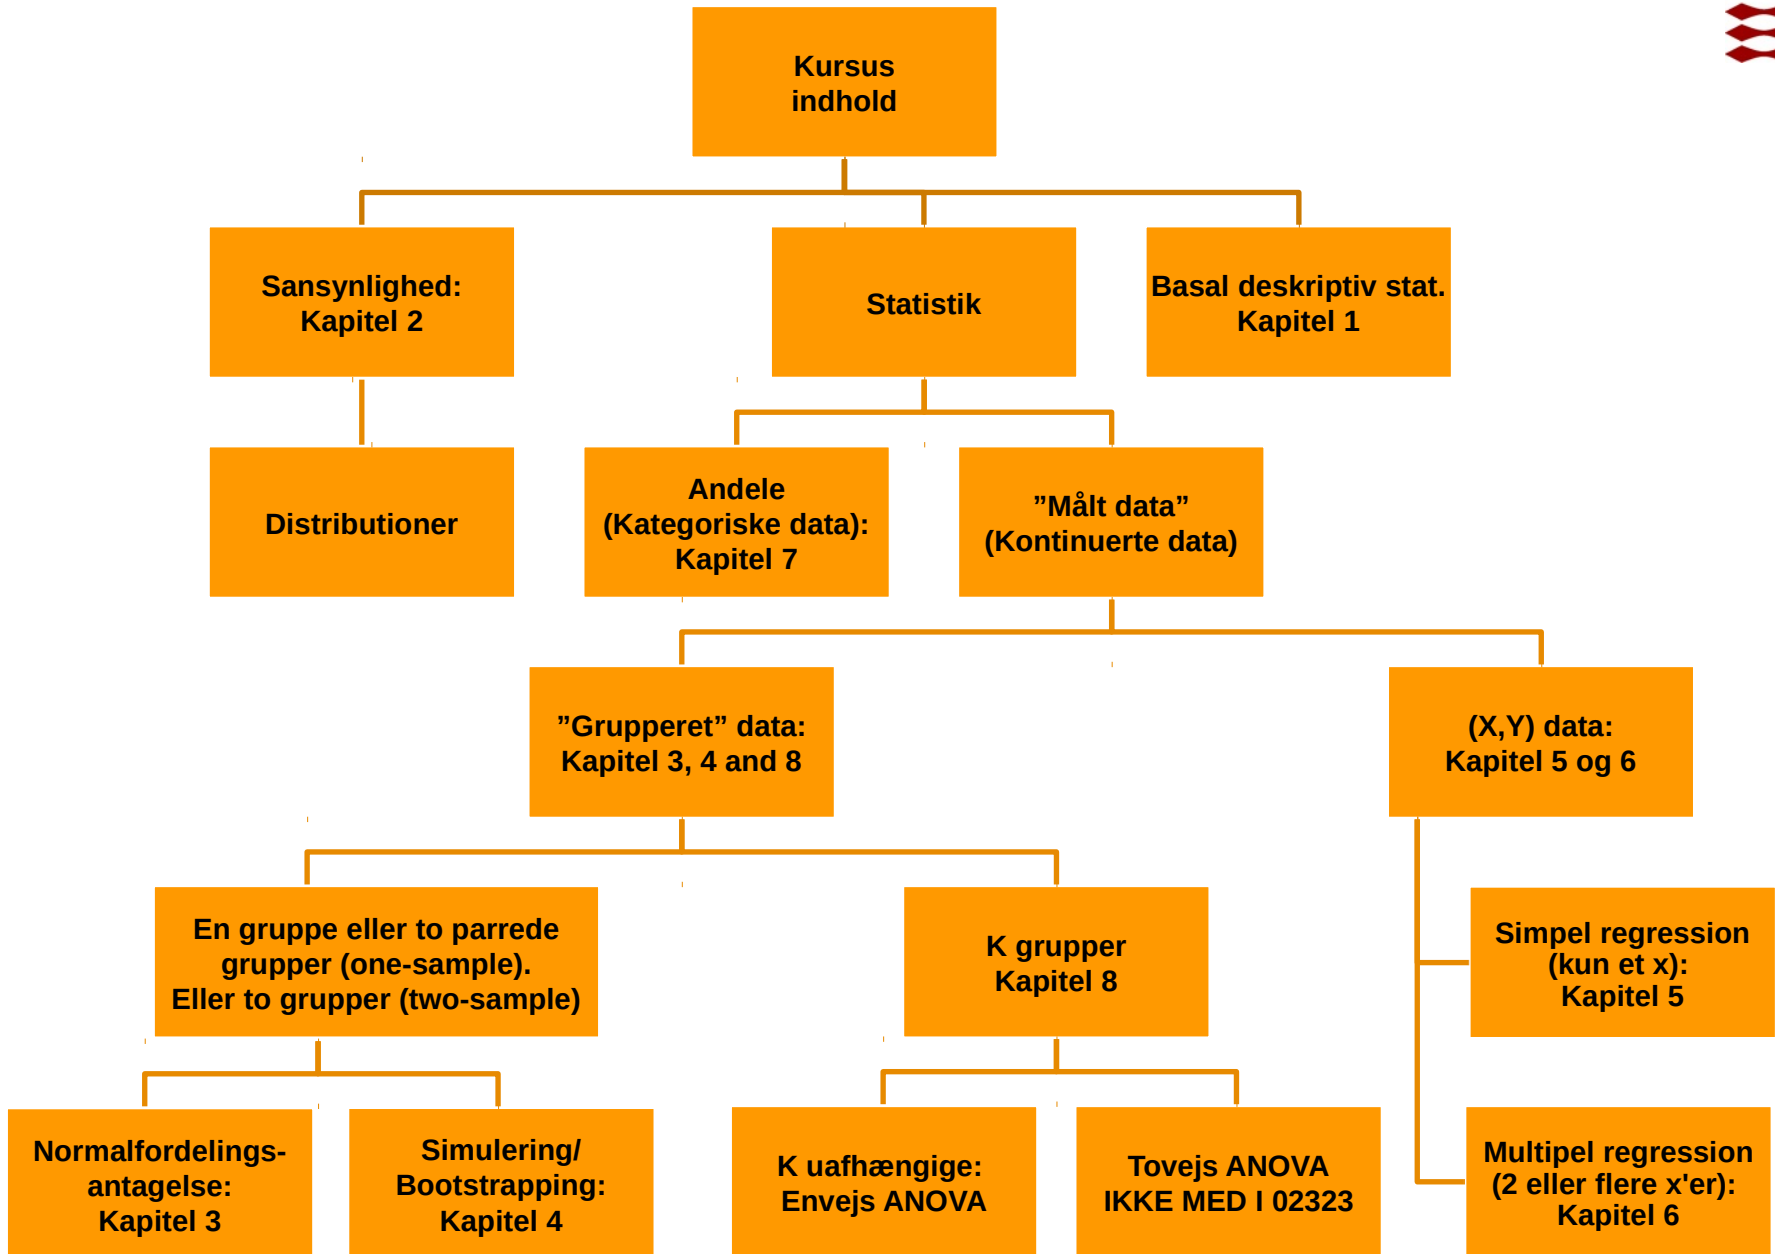 Kursus
indhold
Sansynlighed:
Kapitel 2
Statistik
Basal deskriptiv stat.
Kapitel 1
Distributioner
Andele
(Kategoriske data):
Kapitel 7
”Målt data”
(Kontinuerte data)
”Grupperet” data:
Kapitel 3, 4 and 8
(X,Y) data:
Kapitel 5 og 6
En gruppe eller to parrede
grupper (one-sample).
Eller to grupper (two-sample)
K grupper
Kapitel 8
Simpel regression
(kun et x):
Kapitel 5
Normalfordelings-
antagelse:
Kapitel 3
Simulering/
Bootstrapping:
Kapitel 4
K uafhængige:
Envejs ANOVA
Tovejs ANOVA
IKKE MED I 02323
Multipel regression
(2 eller flere x'er):
Kapitel 6